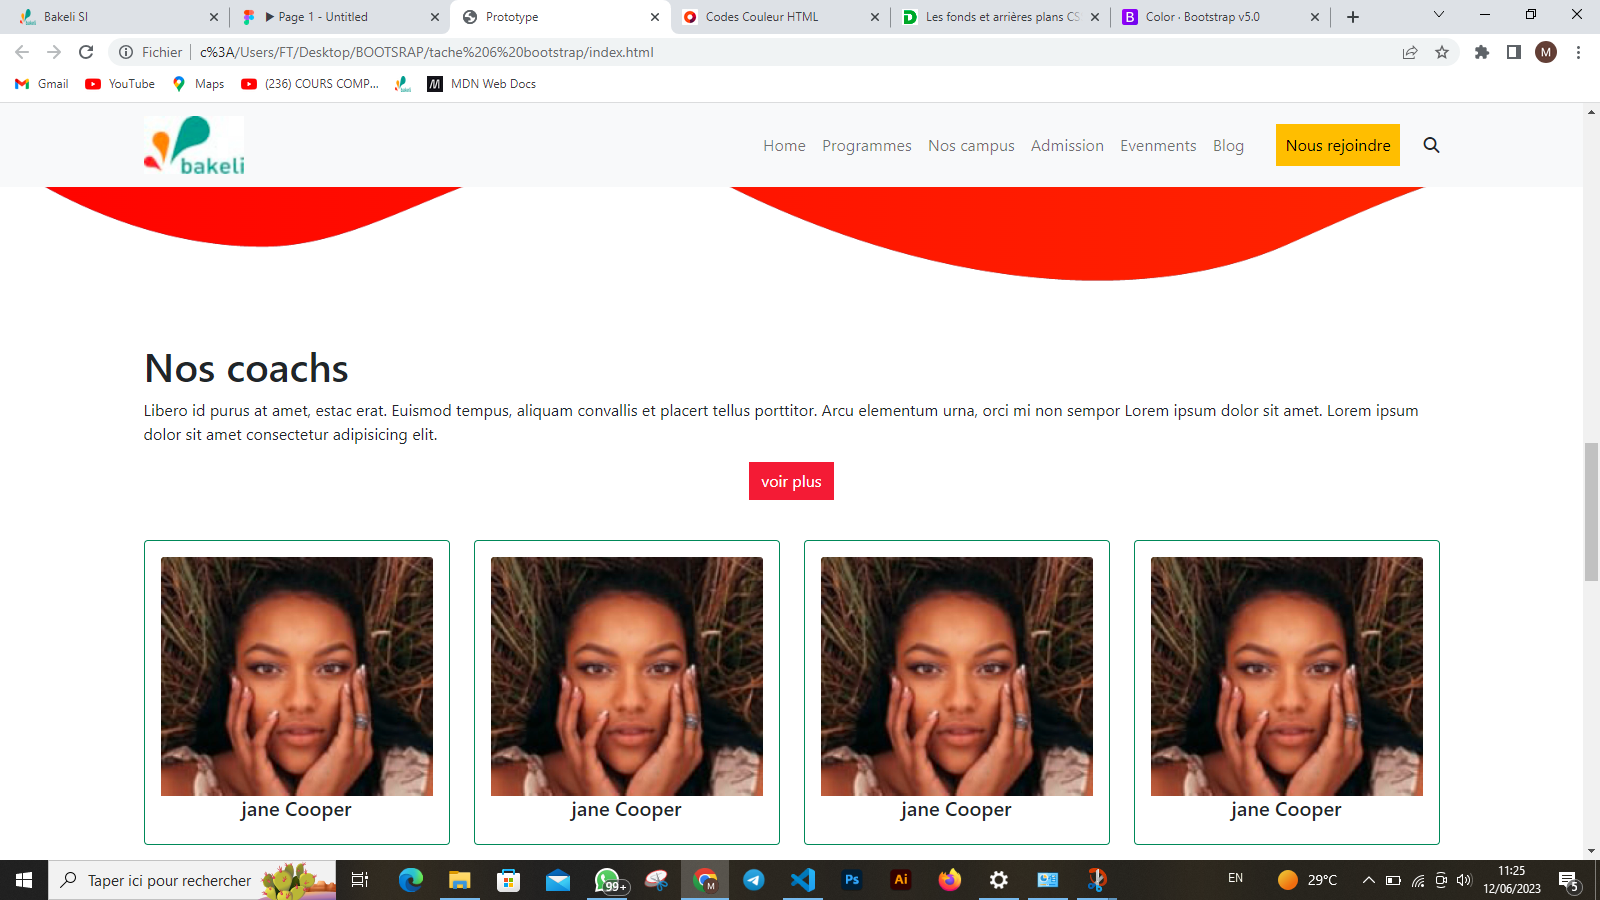 Bakeli SI
▶ Page 1 - Untitled
Prototype
Codes Couleur HTML
Les fonds et arrières plans CS
Color · Bootstrap v5.0
Fichier
c%3A/Users/FT/Desktop/BOOTSRAP/tache%206%20bootstrap/index.html
M
Gmail
YouTube
Maps
(236) COURS COMP...
MDN Web Docs
bakeli
Home
Programmes
Nos campus
Admission
Evenments
Blog
Nous rejoindre
Nos coachs
Libero id purus at amet, estac erat. Euismod tempus, aliquam convallis et placert tellus porttitor. Arcu elementum urna, orci mi non sempor Lorem ipsum dolor sit amet. Lorem ipsum
dolor sit amet consectetur adipisicing elit.
voir plus
jane Cooper
jane Cooper
jane Cooper
jane Cooper
Taper ici pour rechercher
99+
M
Ps
Ai
EN
29°C
11:25
12/06/2023
5